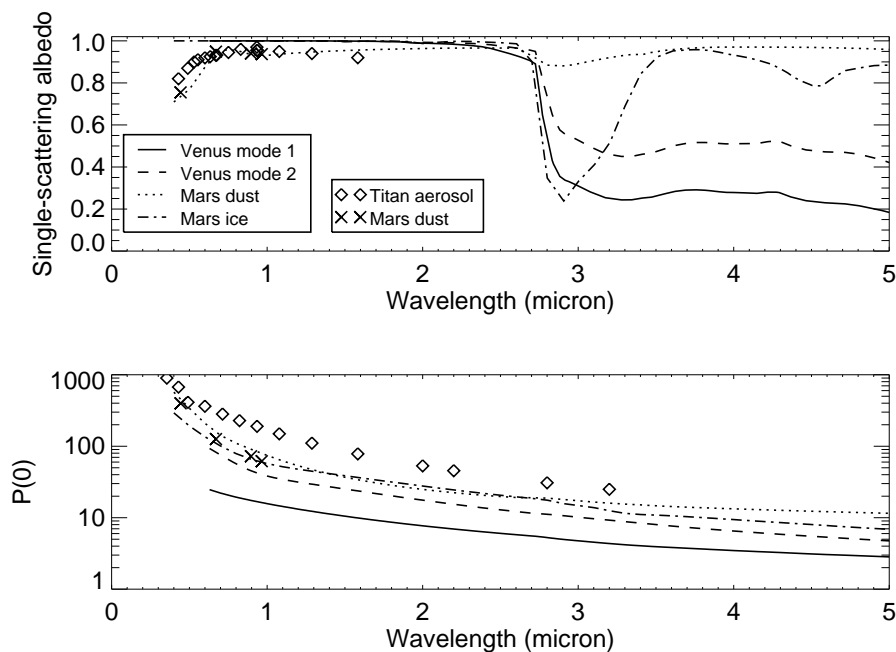 Single-scattering albedo
1.0
0.8
0.6
0.4
0.2
0.0
Venus mode 1
Venus mode 2
Mars dust
Mars ice
Titan aerosol
Mars dust
0 1 2 3 4 5
Wavelength (micron)
P(0)
1000
100
10
1
0 1 2 3 4 5
Wavelength (micron)